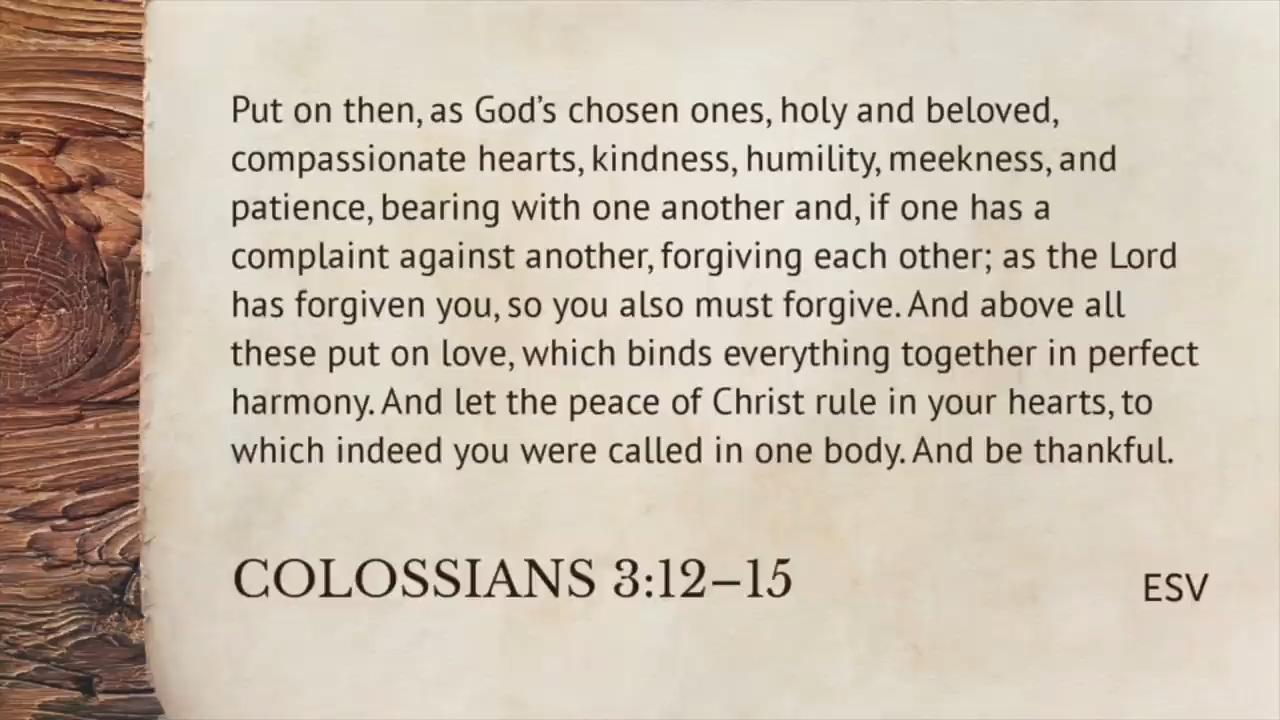 Put on then, as God’s chosen ones, holy and beloved,
compassionate hearts, kindness, humility, meekness, and
patience, bearing with one another and, if one has a
complaint against another, forgiving each other; as the Lord
has forgiven you, so you also must forgive. And above all
these put on love, which binds everything together in perfect
harmony. And let the peace of Christ rule in your hearts, to
which indeed you were called in one body. And be thankful.
COLOSSIANS 3:12–15
ESV